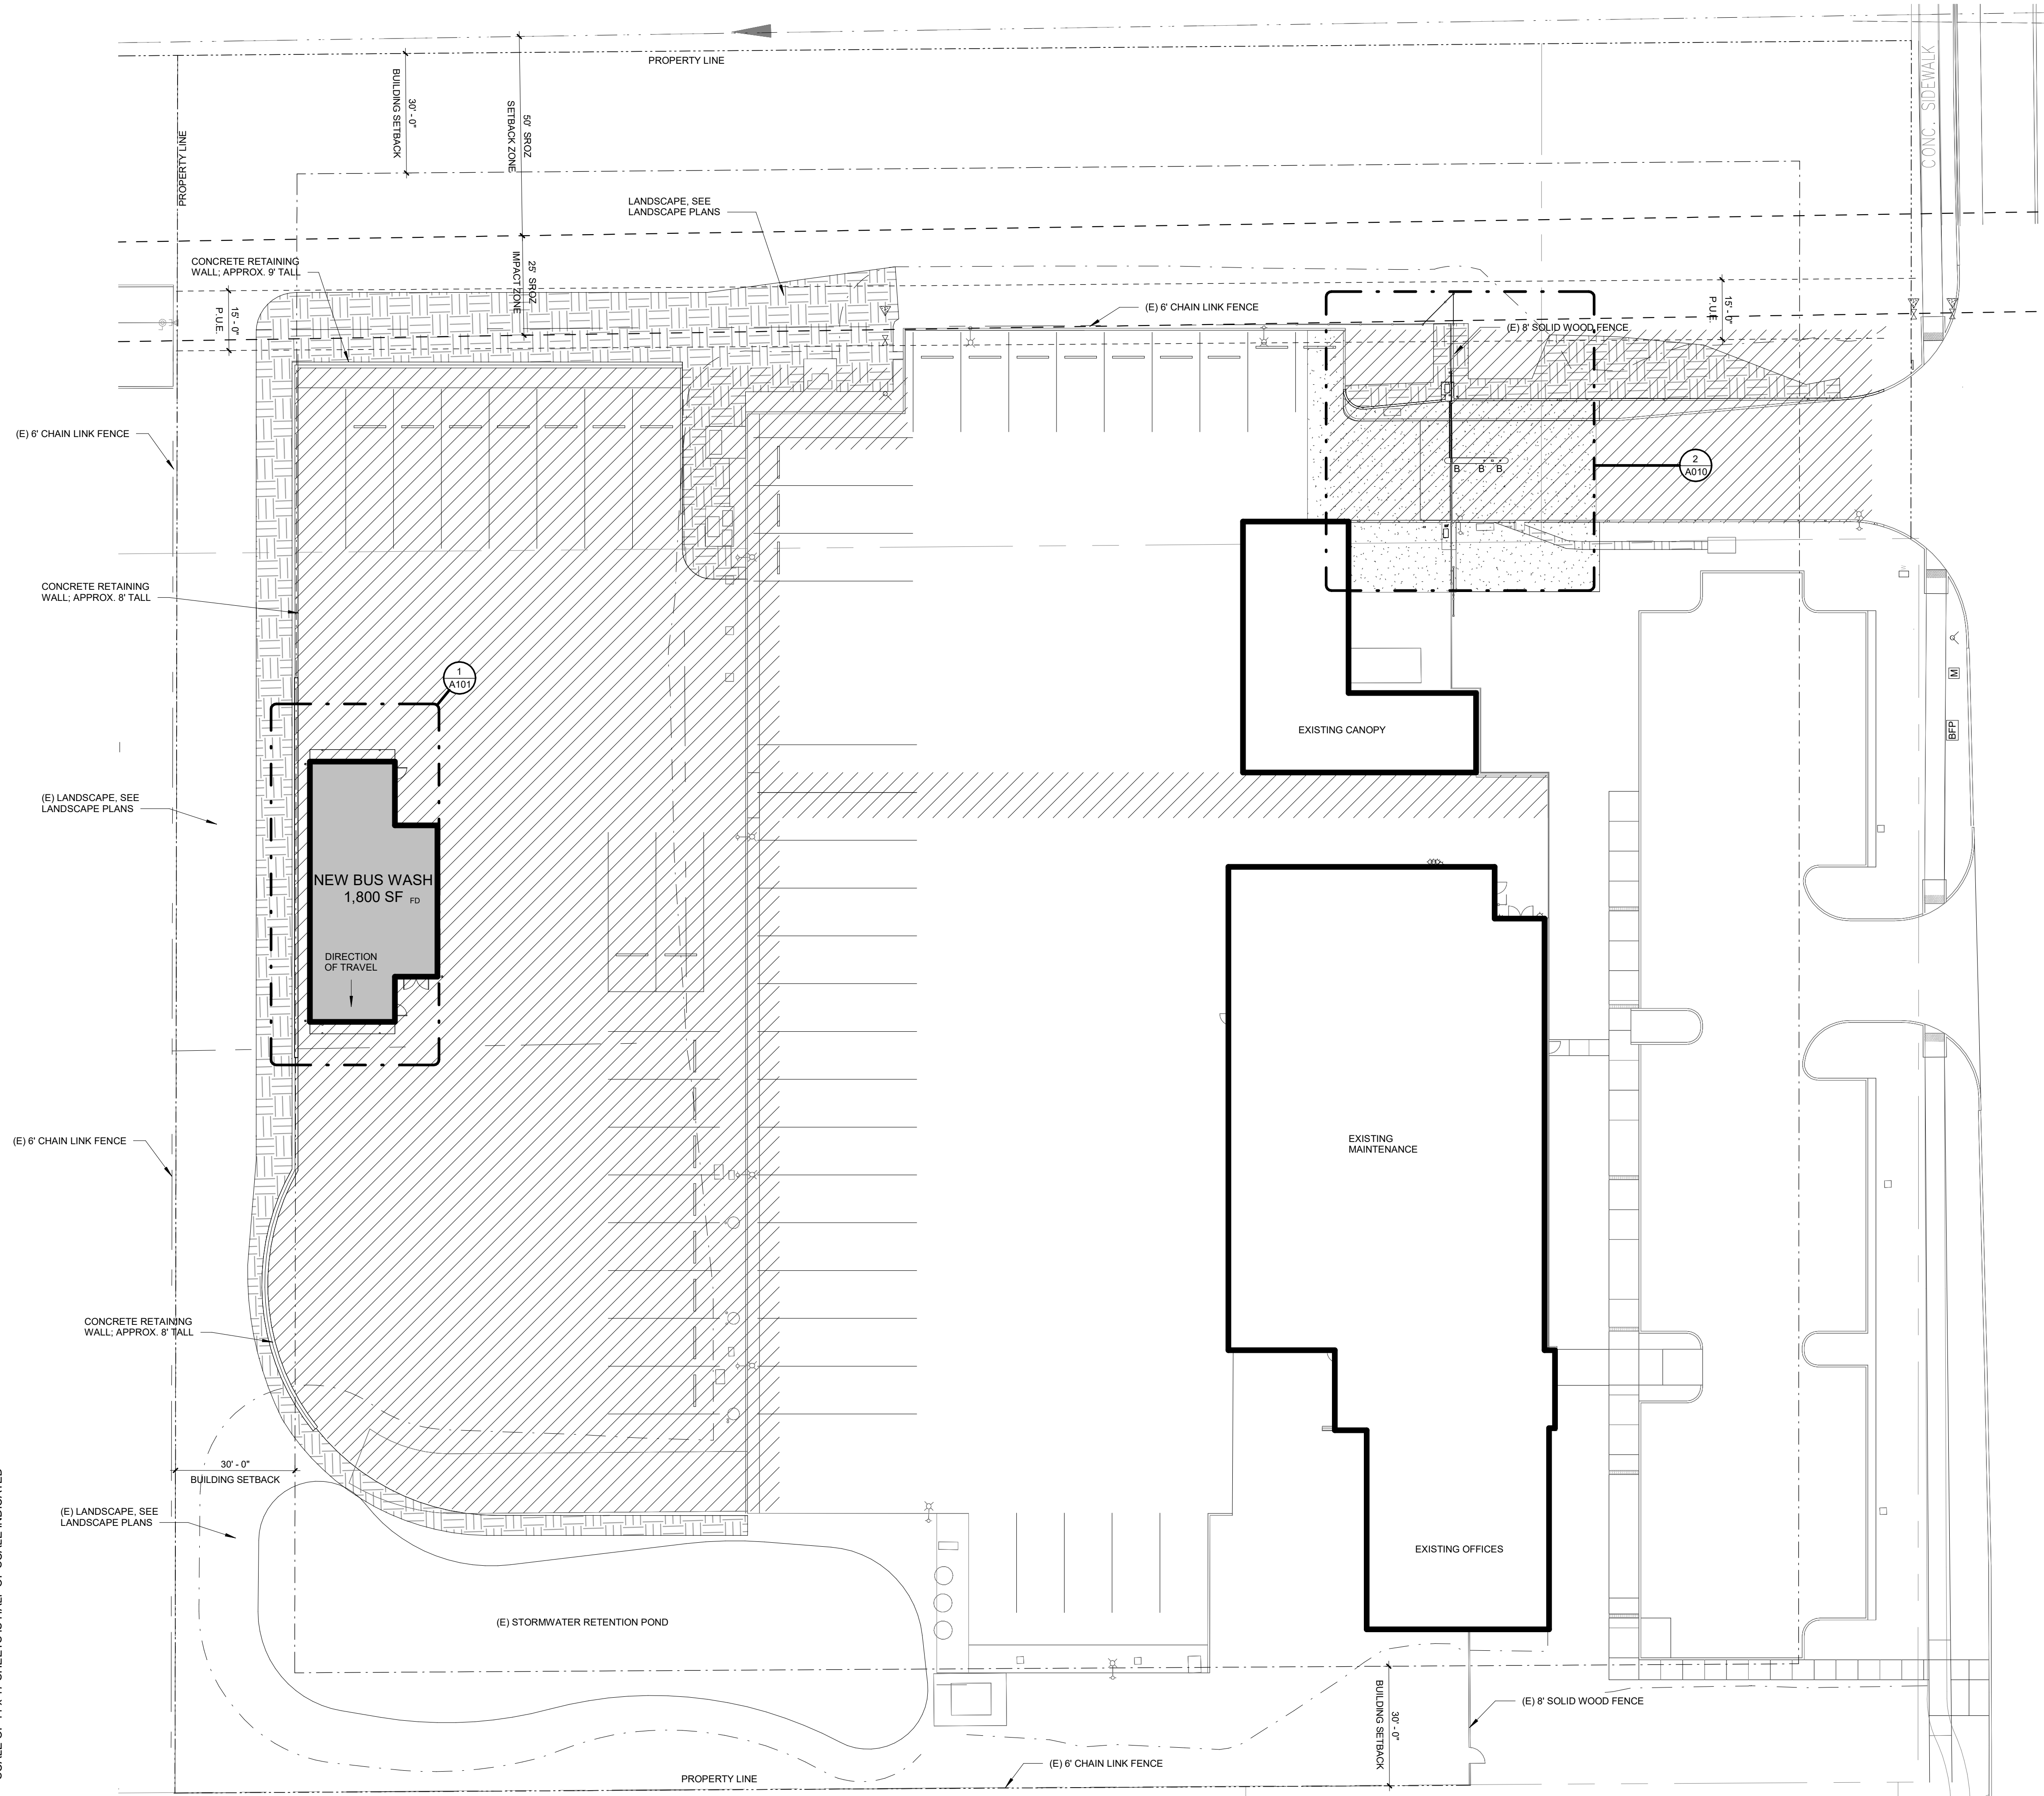 PROPERTY LINE
CONC. SIDEWALK
30' - 0"
BUILDING SETBACK
50' SROZ
SETBACK ZONE
PROPERTY LINE
LANDSCAPE, SEE
LANDSCAPE PLANS
CONCRETE RETAINING
WALL; APPROX. 9' TALL
25' SROZ
IMPACT ZONE
15' - 0"
P.U.E.
(E) 6' CHAIN LINK FENCE
15' - 0"
P.U.E.
(E) 8' SOLID WOOD FENCE
(E) 6' CHAIN LINK FENCE
2
A010
B B B
CONCRETE RETAINING
WALL; APPROX. 8' TALL
1
A101
M
BFP
EXISTING CANOPY
(E) LANDSCAPE, SEE
LANDSCAPE PLANS
NEW BUS WASH
1,800 SF
FD
DIRECTION
OF TRAVEL
(E) 6' CHAIN LINK FENCE
EXISTING
MAINTENANCE
CONCRETE RETAINING
WALL; APPROX. 8' TALL
30' - 0"
BUILDING SETBACK
(E) LANDSCAPE, SEE
LANDSCAPE PLANS
EXISTING OFFICES
(E) STORMWATER RETENTION POND
30' - 0"
BUILDING SETBACK
(E) 8' SOLID WOOD FENCE
(E) 6' CHAIN LINK FENCE
PROPERTY LINE